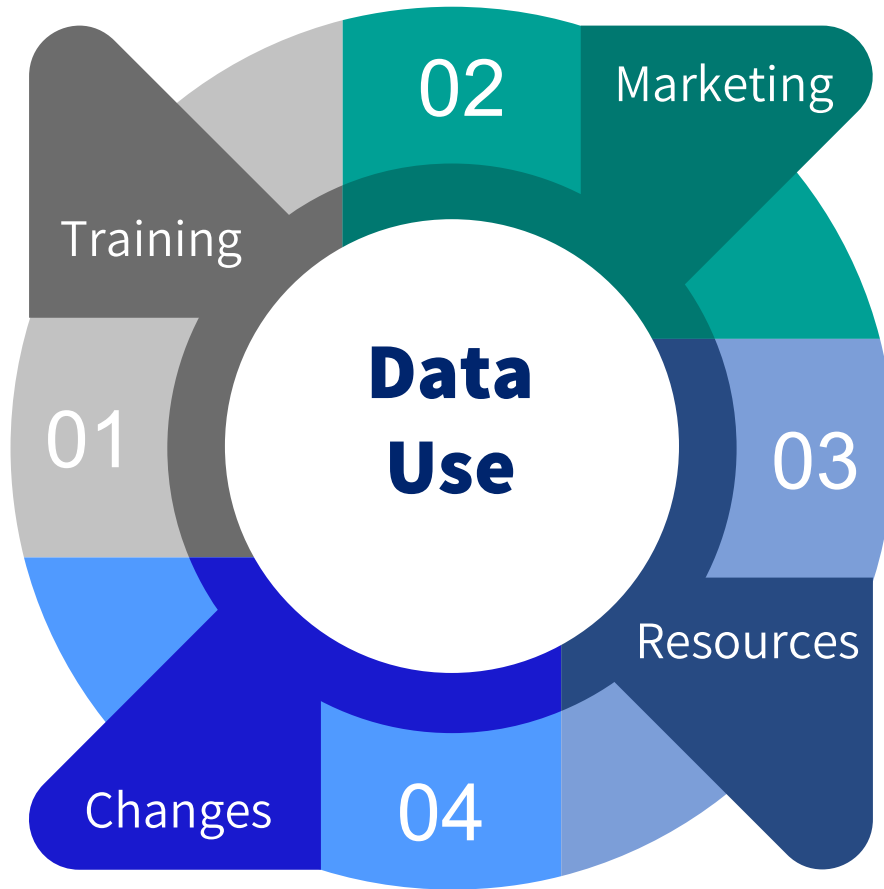 02
Marketing
Training
Data
Use
01
03
Resources
Changes
04